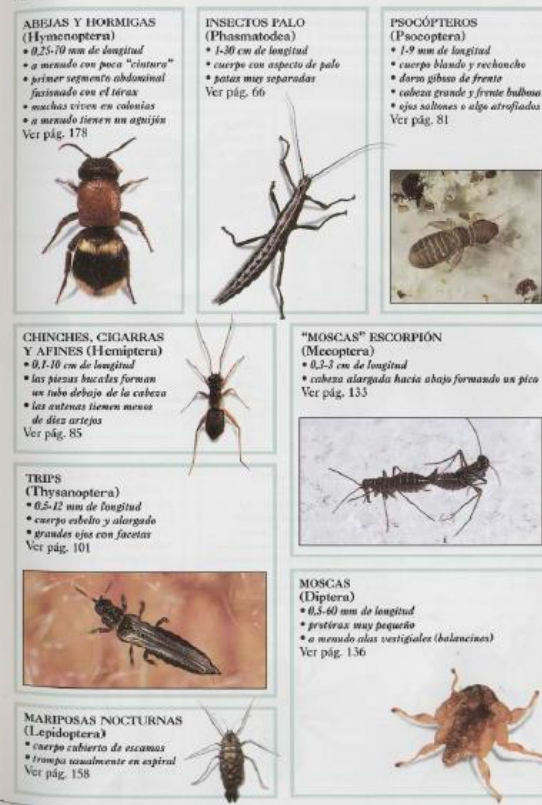 ABEJAS Y HORMIGAS
(Hymenoptera)
• 0,25-70 mm de longitud
• a menudo con poca "cintura"
• primer segmento abdominal
fusionado con el tórax
• muchas viven en colonias
• a menudo tienen un aguijón
Ver pág. 178
INSECTOS PALO
(Phasmatodea)
• 1-30 cm de longitud
• cuerpo con aspecto de palo
• patas muy separadas
Ver pág. 66
PSOCÓPTEROS
(Psocoptera)
• 1-9 mm de longitud
• cuerpo blando y rechoncho
• dorso giboso de frente
• cabeza grande y frente bulbosa
• ojos saltones o algo atrofiados
Ver pág. 81
CHINCHES, CIGARRAS
Y AFINES (Hemiptera)
• 0,1-10 cm de longitud
• las piezas bucales forman
un tubo debajo de la cabeza
• las antenas tienen menos
de diez artejos
Ver pág. 85
"MOSCAS" ESCORPIÓN
(Mecoptera)
• 0,3-3 cm de longitud
• cabeza alargada hacia abajo formando un pico
Ver pág. 133
TRIPS
(Thysanoptera)
• 0,5-12 mm de longitud
• cuerpo esbelto y alargado
• grandes ojos con facetas
Ver pág. 101
MOSCAS
(Diptera)
• 0,5-60 mm de longitud
• protórax muy pequeño
• a menudo alas vestigiales (balancines)
Ver pág. 136
MARIPOSAS NOCTURNAS
(Lepidoptera)
• cuerpo cubierto de escamas
• trompa usualmente en espiral
Ver pág. 158